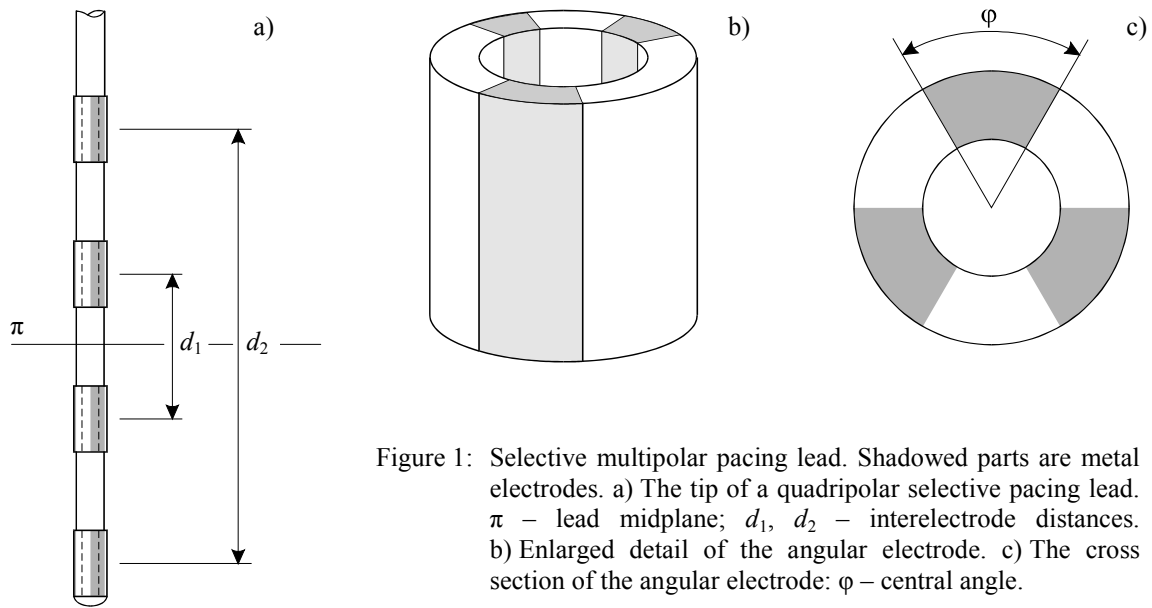 a)
b)
c)
φ
π
d1
d2
Figure 1: Selective multipolar pacing lead. Shadowed parts are metal
electrodes. a) The tip of a quadripolar selective pacing lead.
π – lead midplane; d1, d2 – interelectrode distances.
b) Enlarged detail of the angular electrode. c) The cross
section of the angular electrode: φ – central angle.